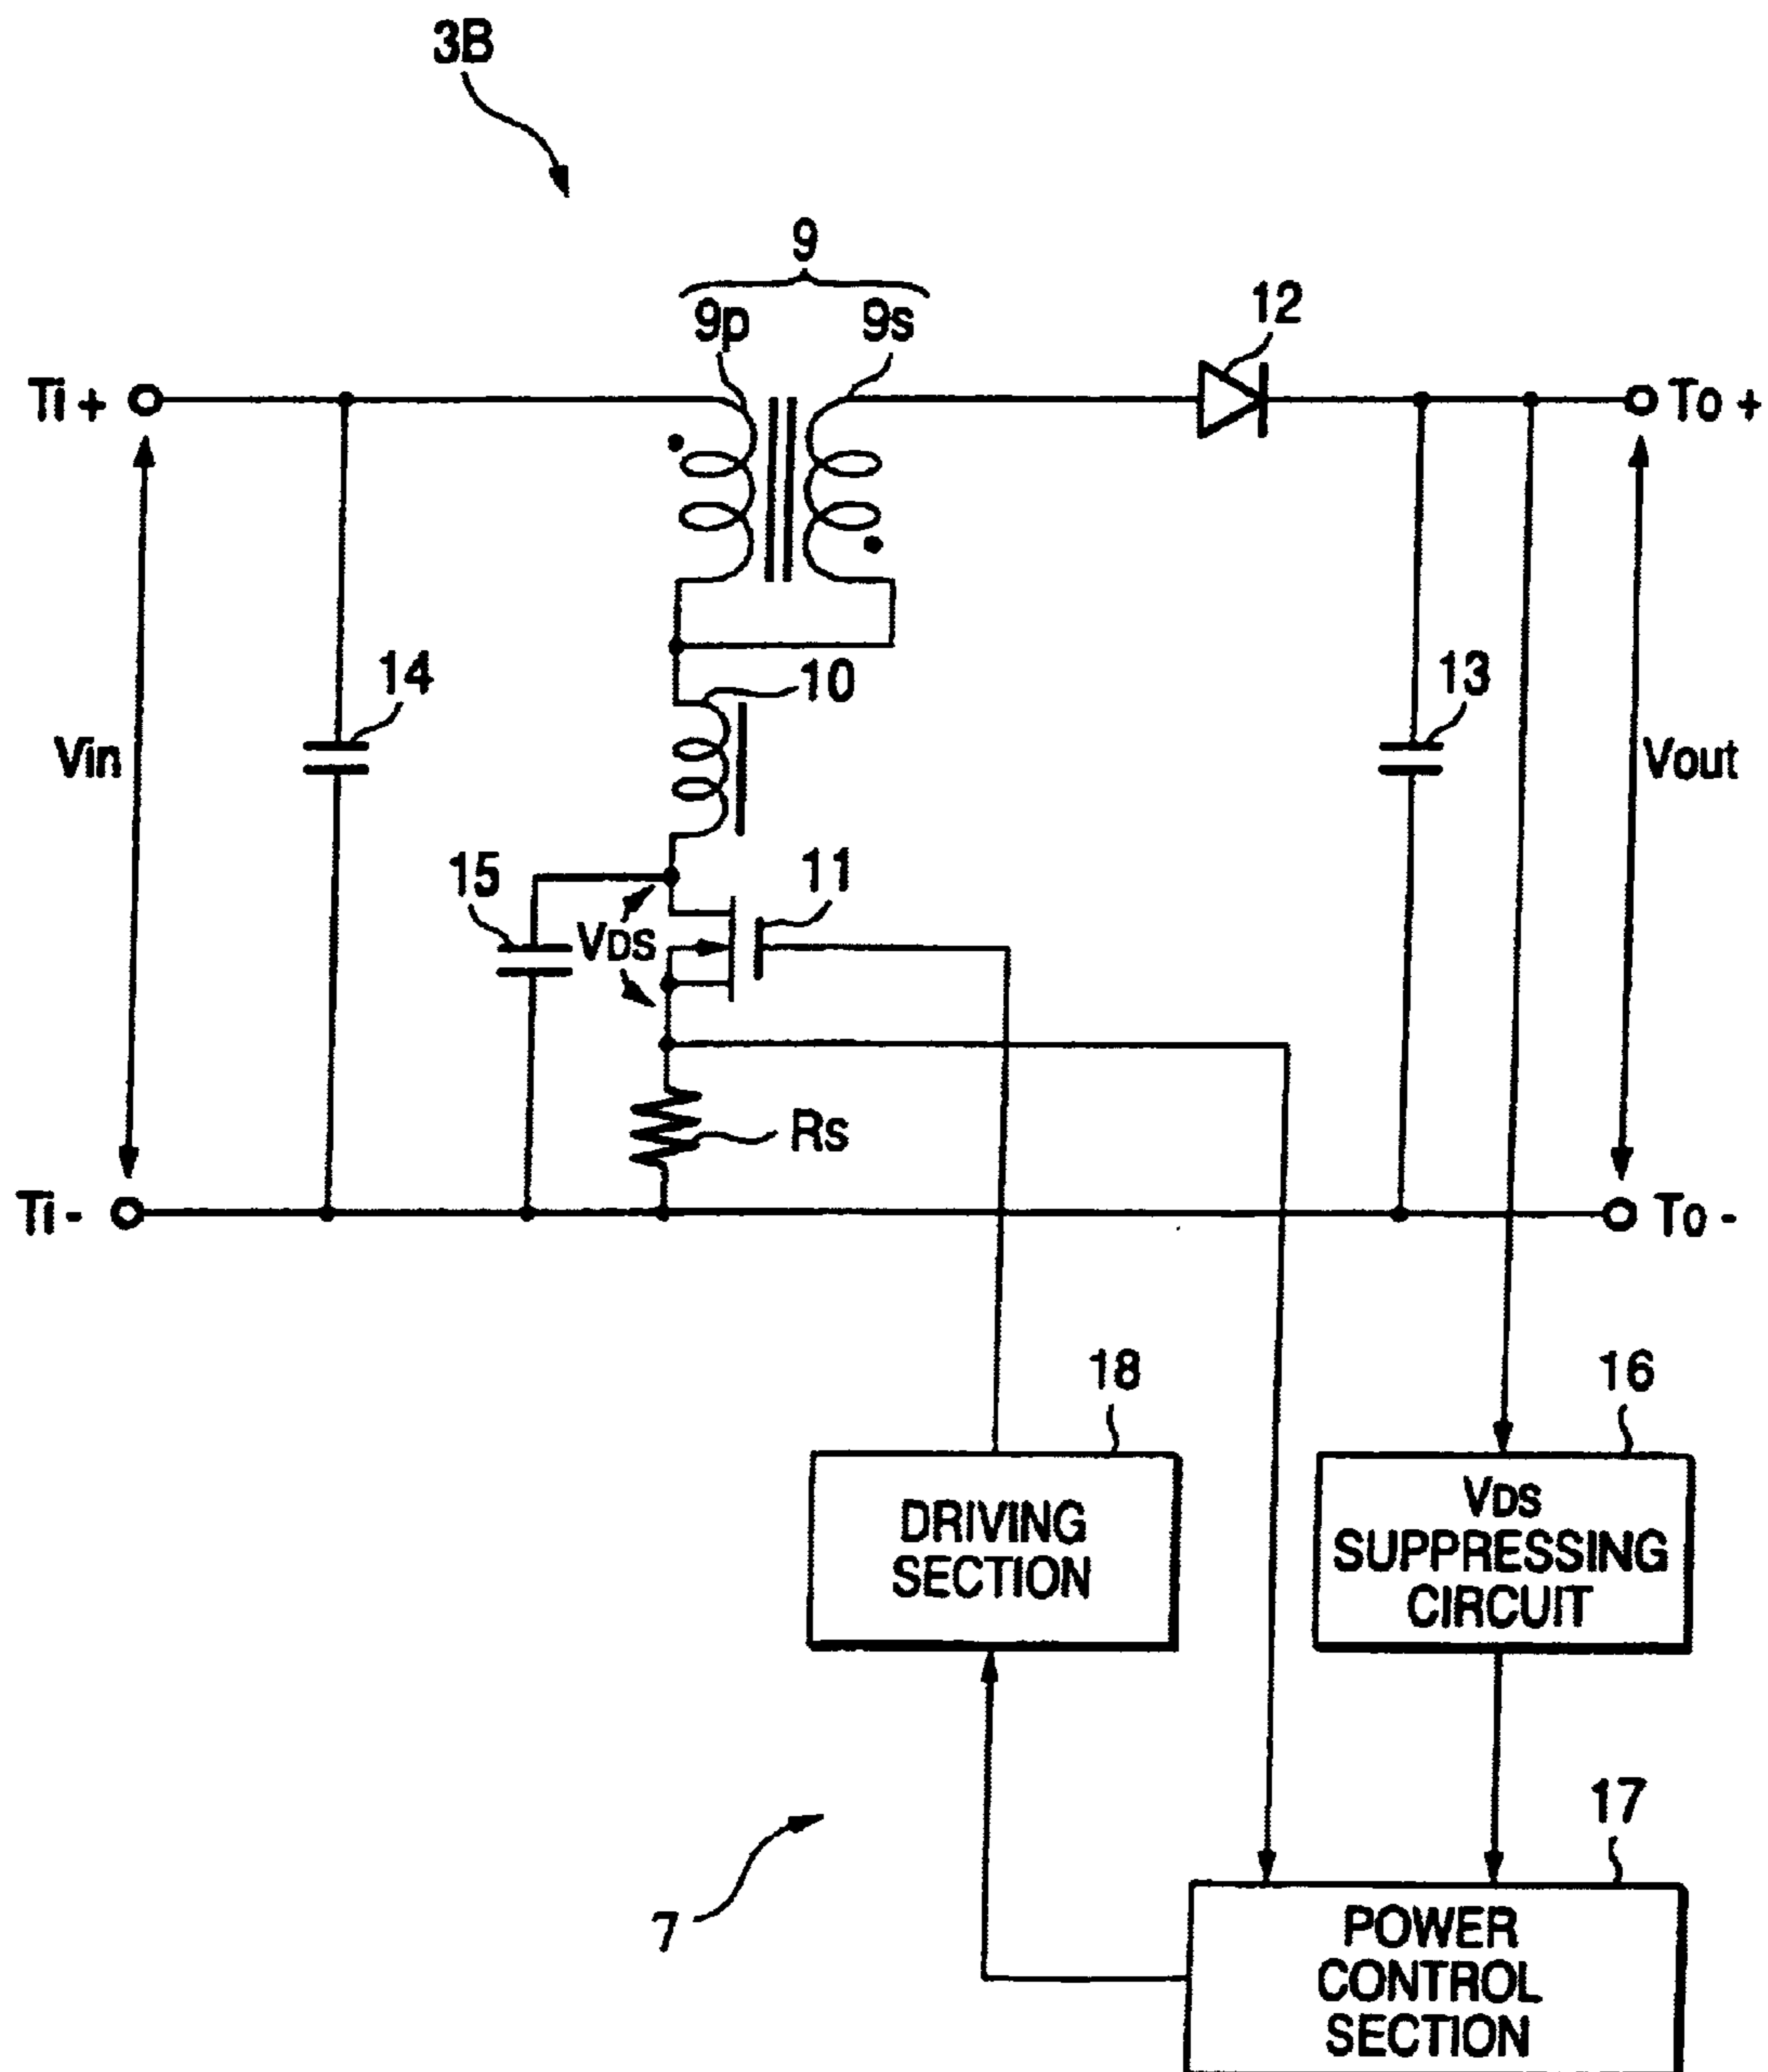 3B
9
9p 9s
12
Ti + To +
14 10 13
Vin Vout
15 11
VDS
Rs
Ti - To -
18 16
DRIVING
SECTION
VDS
SUPPRESSING
CIRCUIT
17
7
POWER
CONTROL
SECTION